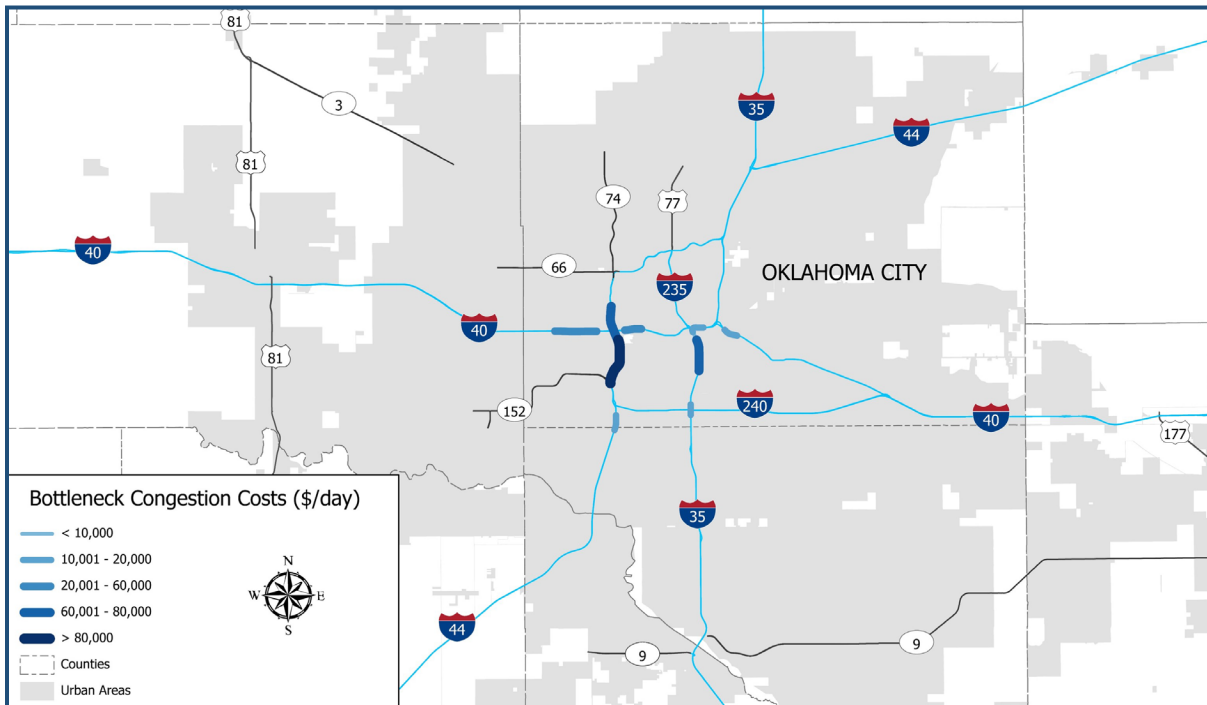 81
3
35
44
81
74
77
40
66
OKLAHOMA CITY
235
40
81
152
240
40
177
35
44
9
9
Bottleneck Congestion Costs ($/day)
< 10,000
10,001 - 20,000
20,001 - 60,000
60,001 - 80,000
> 80,000
Counties
Urban Areas
N
W E
S